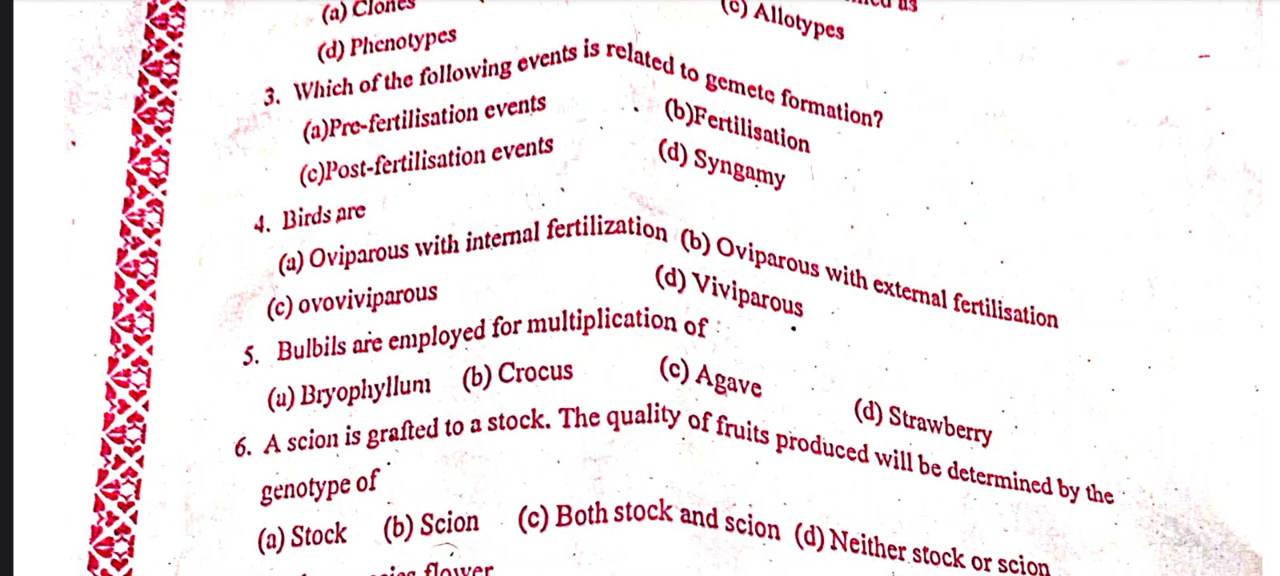 (a) Clones
(c) Allotypes
(d) Phenotypes
3. Which of the following events is related to gemete formation?
(a)Pre-fertilisation events (b)Fertilisation
(c)Post-fertilisation events (d) Syngamy
4. Birds are
(a) Oviparous with internal fertilization (b) Oviparous with external fertilisation
(c) ovoviviparous (d) Viviparous
5. Bulbils are employed for multiplication of :
(a) Bryophyllum (b) Crocus (c) Agave (d) Strawberry
6. A scion is grafted to a stock. The quality of fruits produced will be determined by the
genotype of
(a) Stock (b) Scion (c) Both stock and scion (d) Neither stock or scion
flower